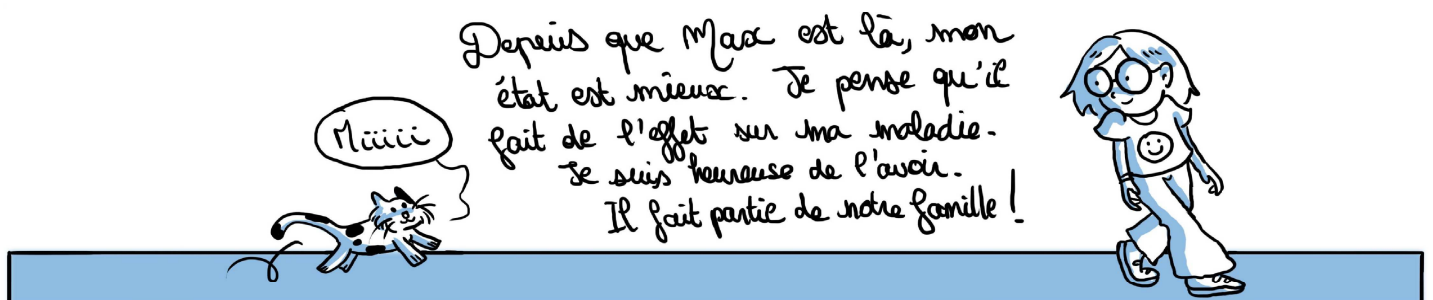 Depuis que Max est là, mon
état est mieux. Je pense qu'il
fait de l'effet sur ma maladie.
Je suis heureuse de l'avoir.
Il fait partie de notre famille !
Miiiii